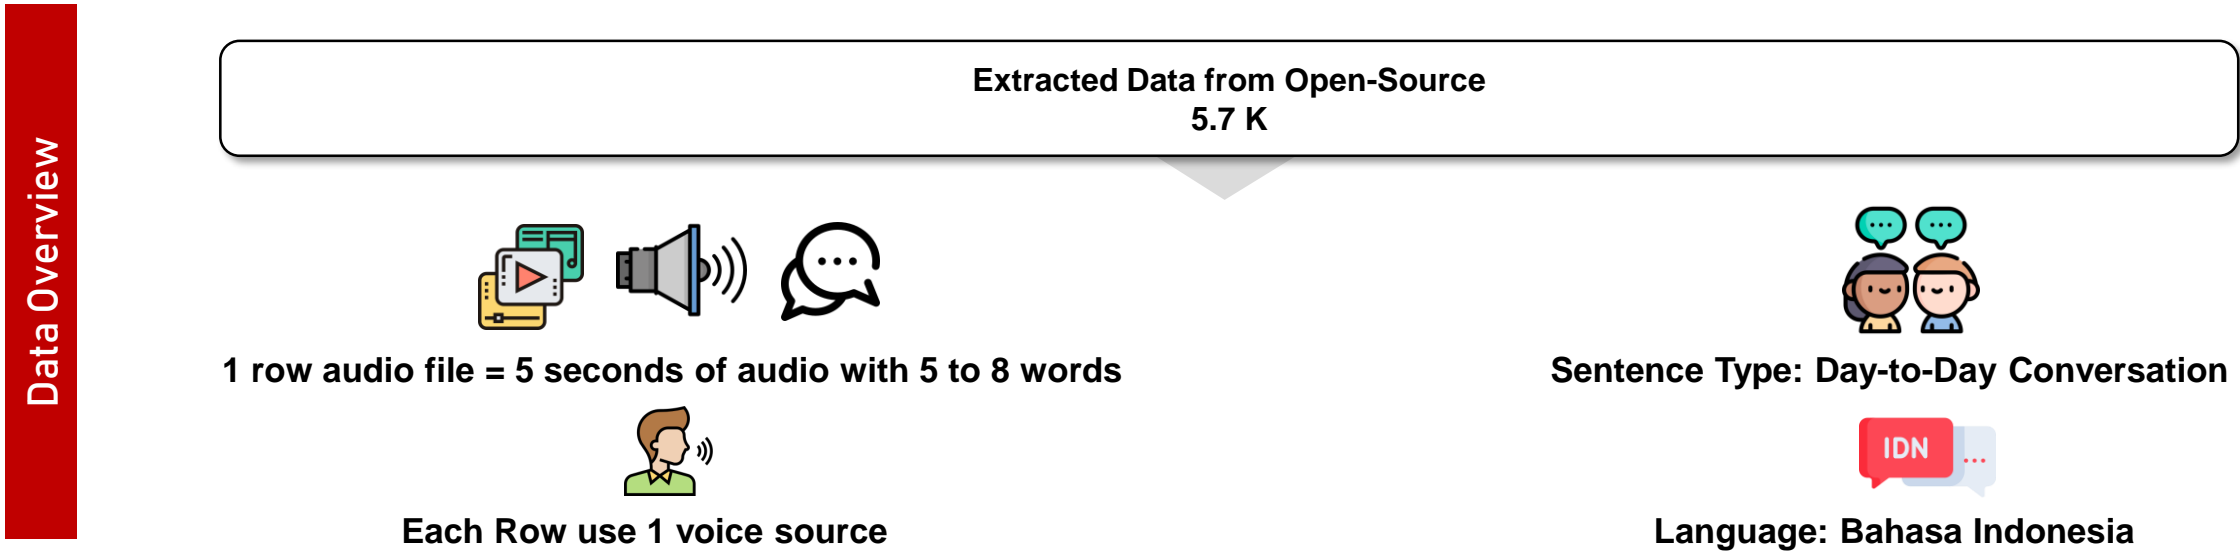 Data Overview
Extracted Data from Open-Source
5.7 K
1 row audio file = 5 seconds of audio with 5 to 8 words
Sentence Type: Day-to-Day Conversation
IDN
Each Row use 1 voice source
Language: Bahasa Indonesia